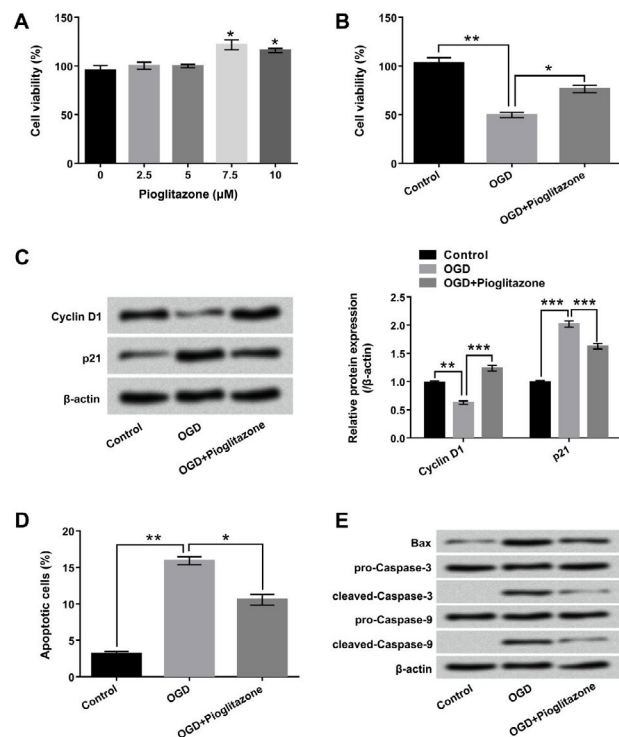 A
Cell viability (%)
150
100
50
0
*
*
0 2.5 5 7.5 10
Pioglitazone (µM)
B
Cell viability (%)
150
100
50
0
**
*
Control OGD OGD+Pioglitazone
C
Cyclin D1
p21
β-actin
Control OGD OGD+Pioglitazone
Control
OGD
OGD+Pioglitazone
Relative protein expression
(/β-actin)
2.5
2.0
1.5
1.0
0.5
0.0
** ***
*** ***
Cyclin D1 p21
D
Apoptotic cells (%)
20
15
10
5
0
**
*
Control OGD OGD+Pioglitazone
E
Bax
pro-Caspase-3
cleaved-Caspase-3
pro-Caspase-9
cleaved-Caspase-9
β-actin
Control OGD OGD+Pioglitazone